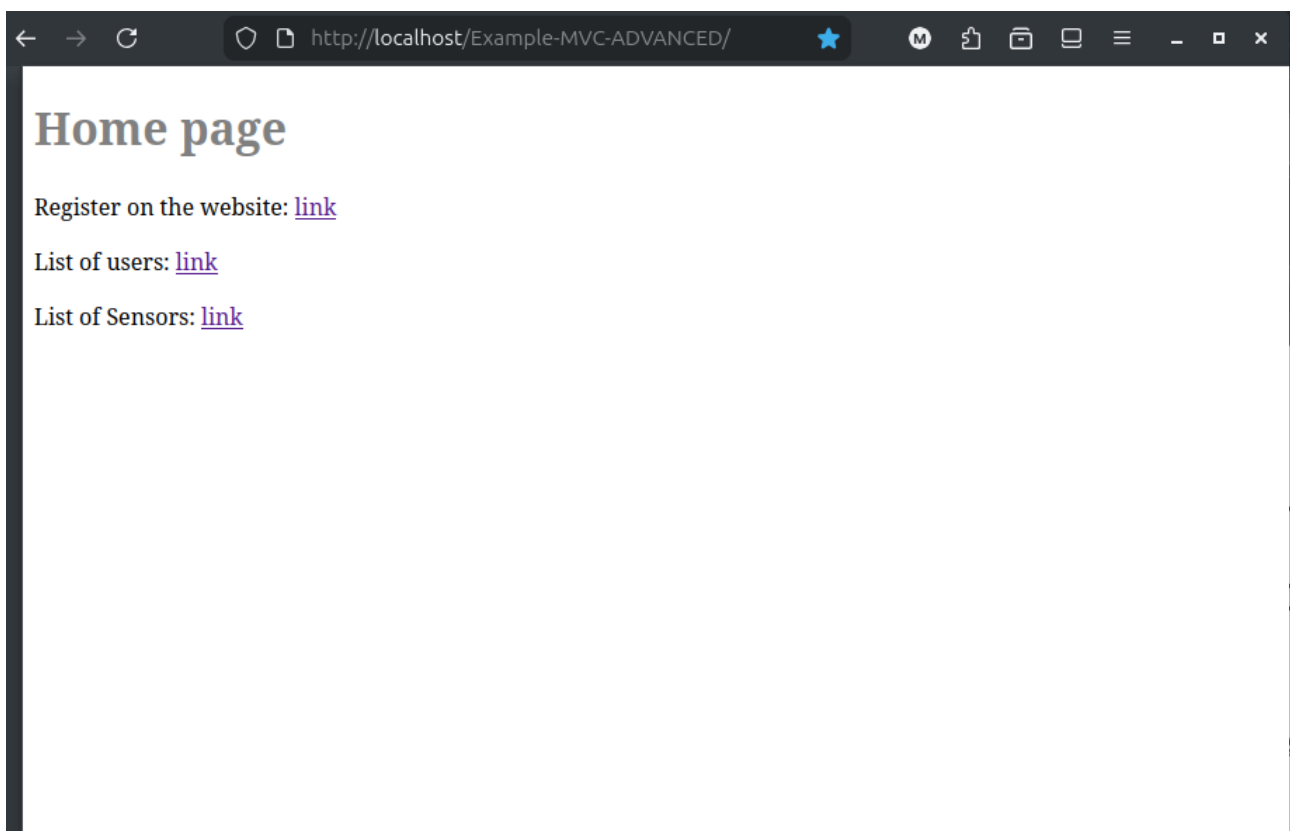 http://localhost/Example-MVC-ADVANCED/
M
Home page
Register on the website: link
List of users: link
List of Sensors: link